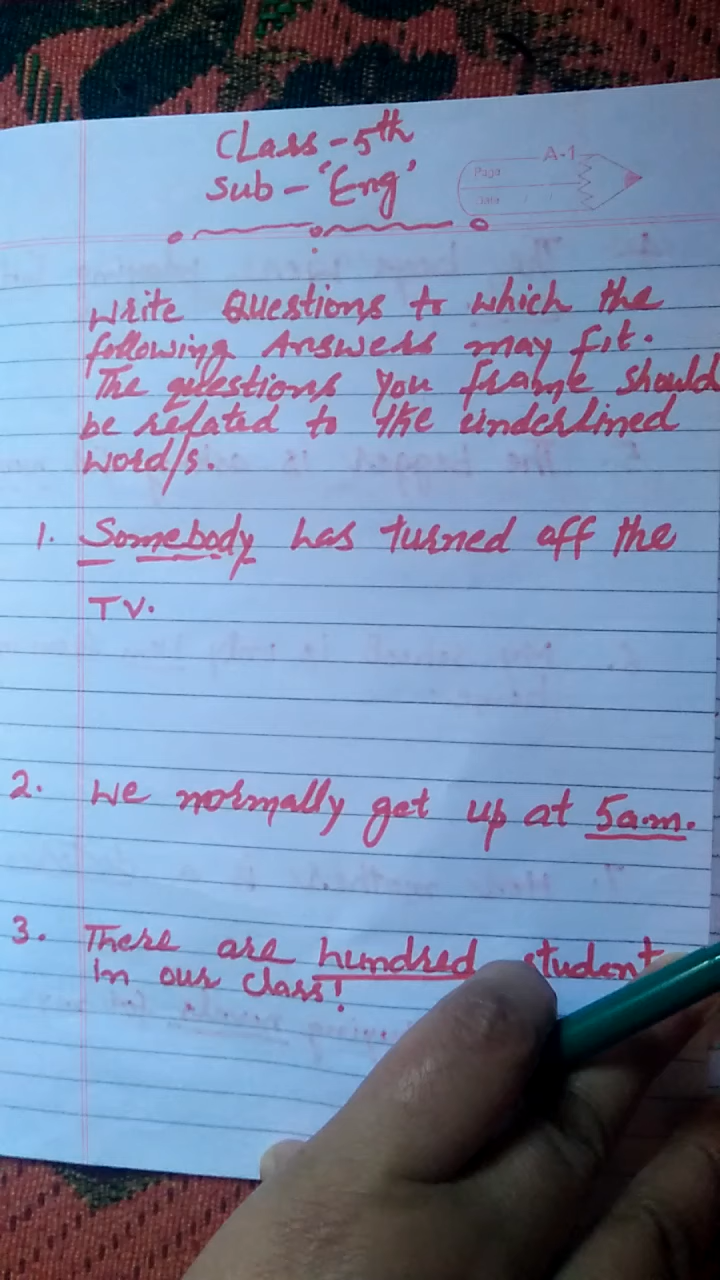 Class - 5th
Sub - 'Eng'
A-1
Page
Date / /
Write Questions to which the
following Answers may fit.
The questions you frame should
be related to the underlined
word/s.
1. Somebody has turned off the
TV.
2. We normally get up at 5a.m.
3. There are hundred student
in our class!